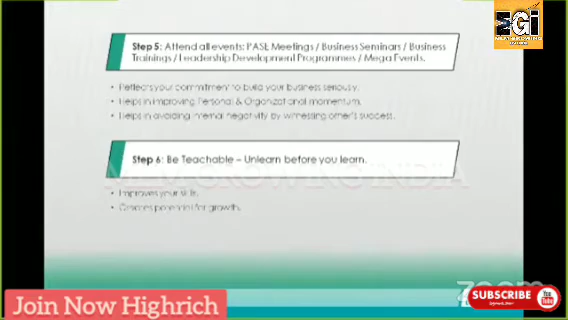 Step 5: Attend all events: PASL Meetings / Business Seminars / Business
Trainings / Leadership Development Programmes / Mega Events.
• Reflects your commitment to build your business seriously.
• Helps in improving Personal & Organizational momentum.
• Helps in avoiding internal negativity by witnessing other's success.
Step 6: Be Teachable – Unlearn before you learn.
MLM GROWING INDIA
• Improves your skills.
• Creates potential for growth.
zoom
Join Now Highrich
SUBSCRIBE